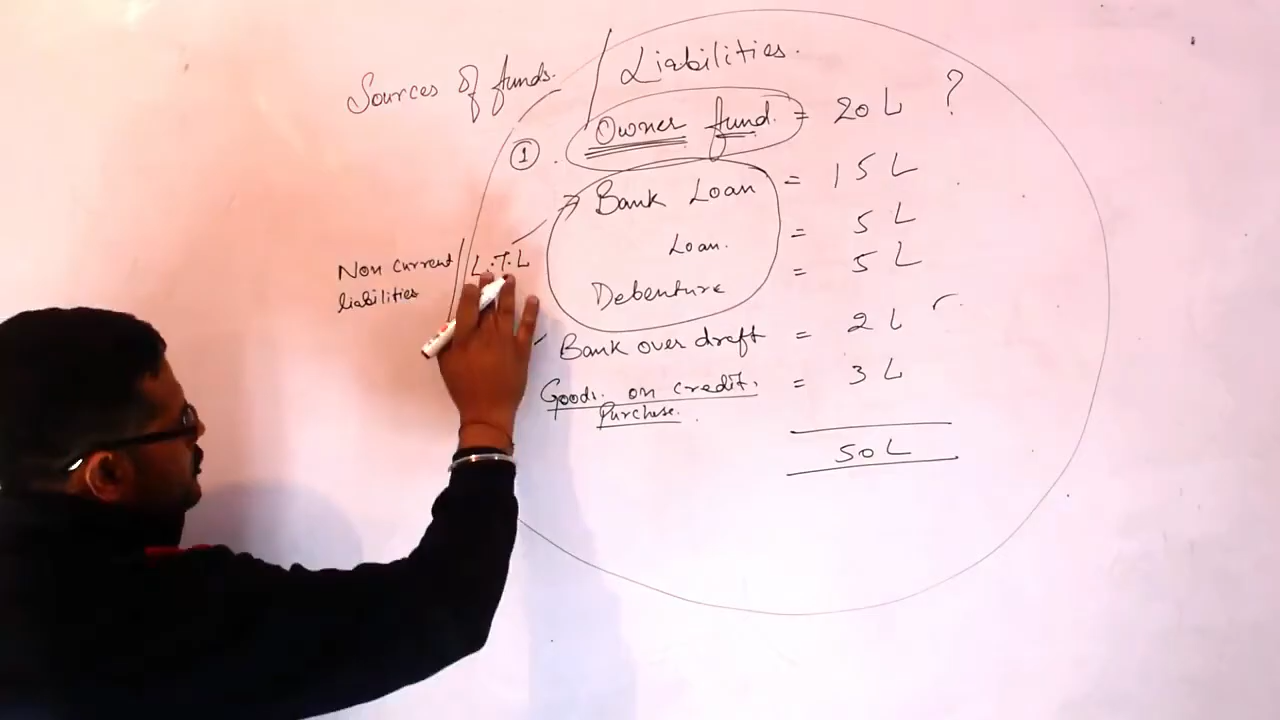 Sources of funds. / Liabilities.
① . Owner fund. = 20 L ?
Bank Loan = 15 L
Loan. = 5 L
Non current liabilities L.T.L
Debenture = 5 L
Bank over draft = 2 L
Goods. on credit. = 3 L
Purchase.
50 L